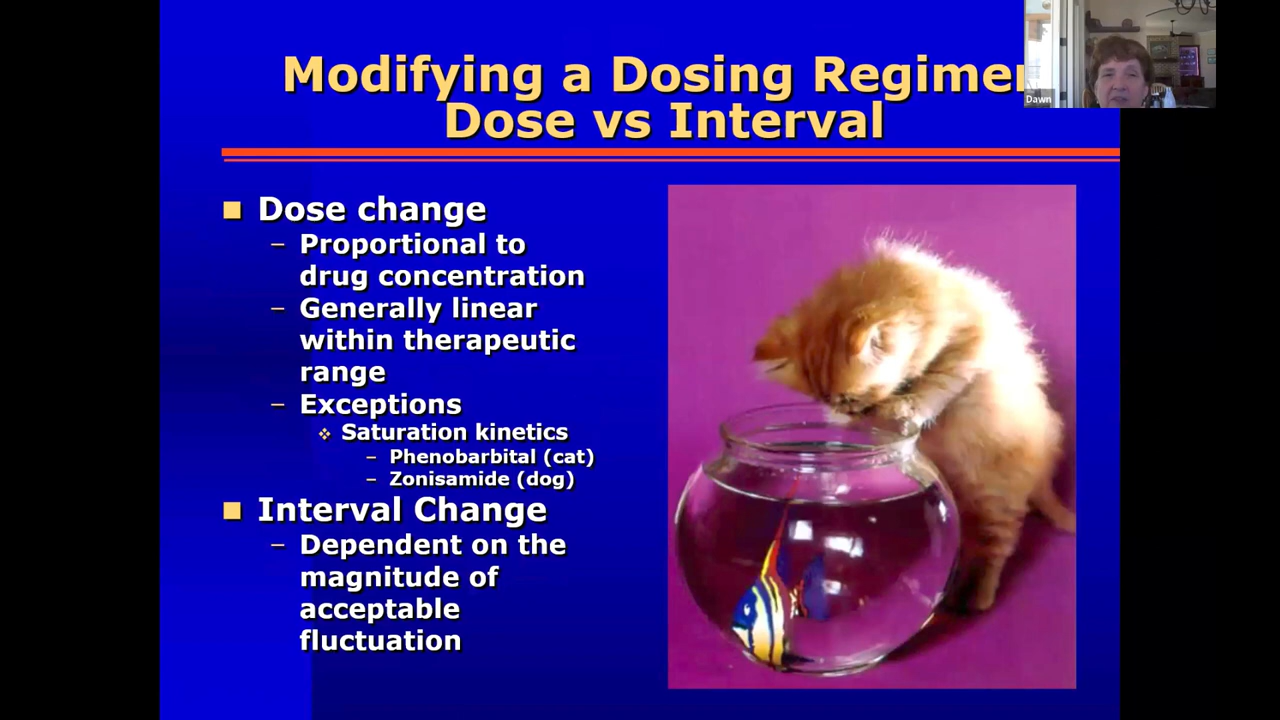 Modifying a Dosing Regimen
Dose vs Interval
Dawn
■ Dose change
– Proportional to
drug concentration
– Generally linear
within therapeutic
range
– Exceptions
❖ Saturation kinetics
– Phenobarbital (cat)
– Zonisamide (dog)
■ Interval Change
– Dependent on the
magnitude of
acceptable
fluctuation